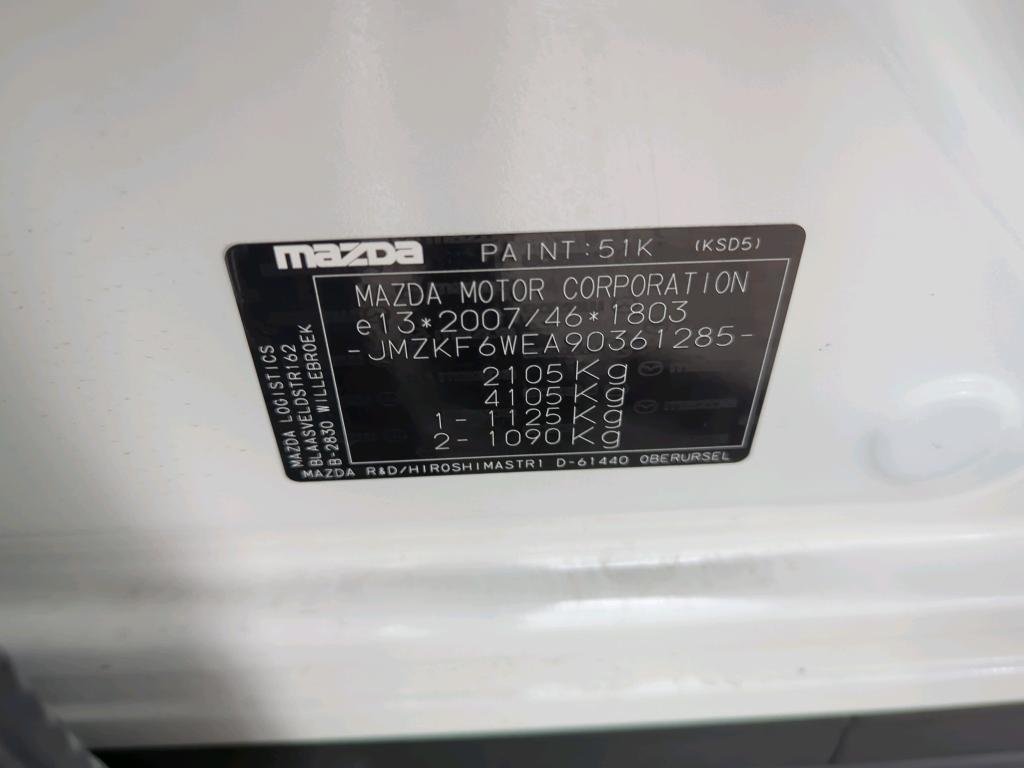 mazda PAINT:51K (KSD5)
MAZDA MOTOR CORPORATION
e13*2007/46*1803
-JMZKF6WEA90361285-
2105Kg
4105Kg
1-1125Kg
2-1090Kg
MAZDA LOGISTICS
BLAASVELDSTR162
B-2830 WILLEBROEK
MAZDA R&D/HIROSHIMASTR1 D-61440 OBERURSEL